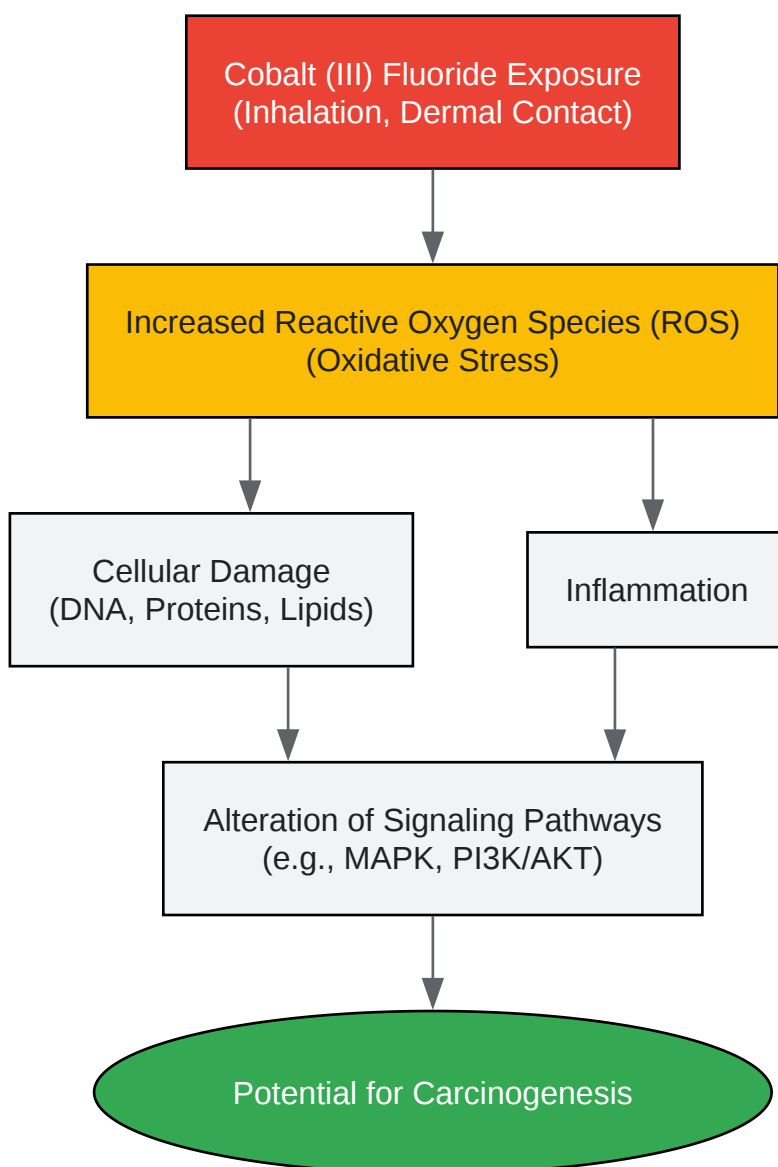 Cobalt (III) Fluoride Exposure
(Inhalation, Dermal Contact)
Increased Reactive Oxygen Species (ROS)
(Oxidative Stress)
Cellular Damage
(DNA, Proteins, Lipids)
Inflammation
Alteration of Signaling Pathways
(e.g., MAPK, PI3K/AKT)
Potential for Carcinogenesis